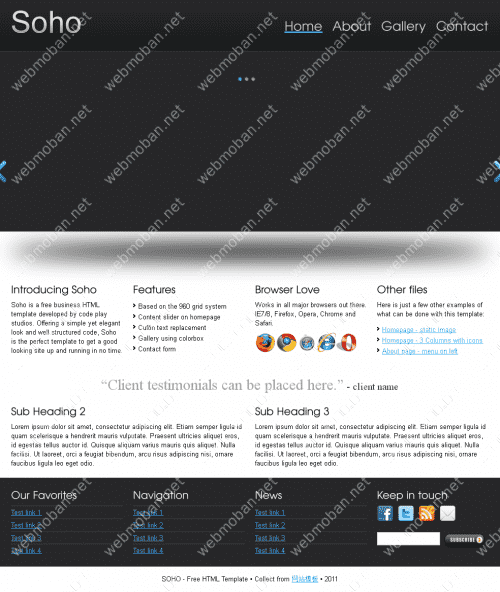 Soho
Home About Gallery Contact
Introducing Soho
Soho is a free business HTML
template developed by code play
studios. Offering a simple yet elegant
look and well structured code, Soho
is the perfect template to get a good
looking site up and running in no time.
Features
Based on the 960 grid system
Content slider on homepage
Cufon text replacement
Gallery using colorbox
Contact form
Browser Love
Works in all major browsers out there.
IE7/8, Firefox, Opera, Chrome and
Safari.
Other files
Here is just a few other examples of
what can be done with this template:
Homepage - static image
Homepage - 3 Columns with icons
About page - menu on left
“Client testimonials can be placed here.” - client name
Sub Heading 2
Lorem ipsum dolor sit amet, consectetur adipiscing elit. Etiam semper ligula id
quam scelerisque a hendrerit mauris vulputate. Praesent ultricies aliquet eros,
id egestas tellus auctor id. Quisque aliquam varius mauris quis aliquet. Nulla
facilisi. Ut laoreet, orci a feugiat bibendum, arcu risus adipiscing nisi, ornare
faucibus ligula leo eget odio.
Sub Heading 3
Lorem ipsum dolor sit amet, consectetur adipiscing elit. Etiam semper ligula id
quam scelerisque a hendrerit mauris vulputate. Praesent ultricies aliquet eros,
id egestas tellus auctor id. Quisque aliquam varius mauris quis aliquet. Nulla
facilisi. Ut laoreet, orci a feugiat bibendum, arcu risus adipiscing nisi, ornare
faucibus ligula leo eget odio.
Our Favorites
Test link 1
Test link 2
Test link 3
Test link 4
Navigation
Test link 1
Test link 2
Test link 3
Test link 4
News
Test link 1
Test link 2
Test link 3
Test link 4
Keep in touch
SUBSCRIBE
SOHO - Free HTML Template • Collect from 网站模板 • 2011
webmoban.net